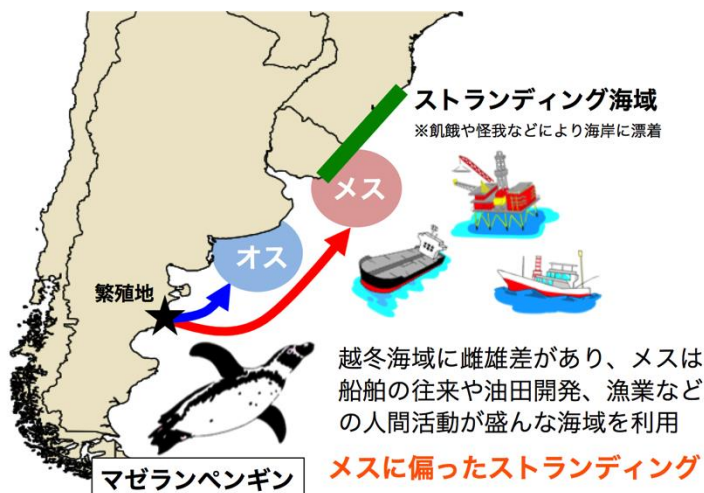 ストランディング海域
※飢餓や怪我などにより海岸に漂着
メス
オス
繁殖地
越冬海域に雌雄差があり、メスは
船舶の往来や油田開発、漁業など
の人間活動が盛んな海域を利用
メスに偏ったストランディング
マゼランペンギン